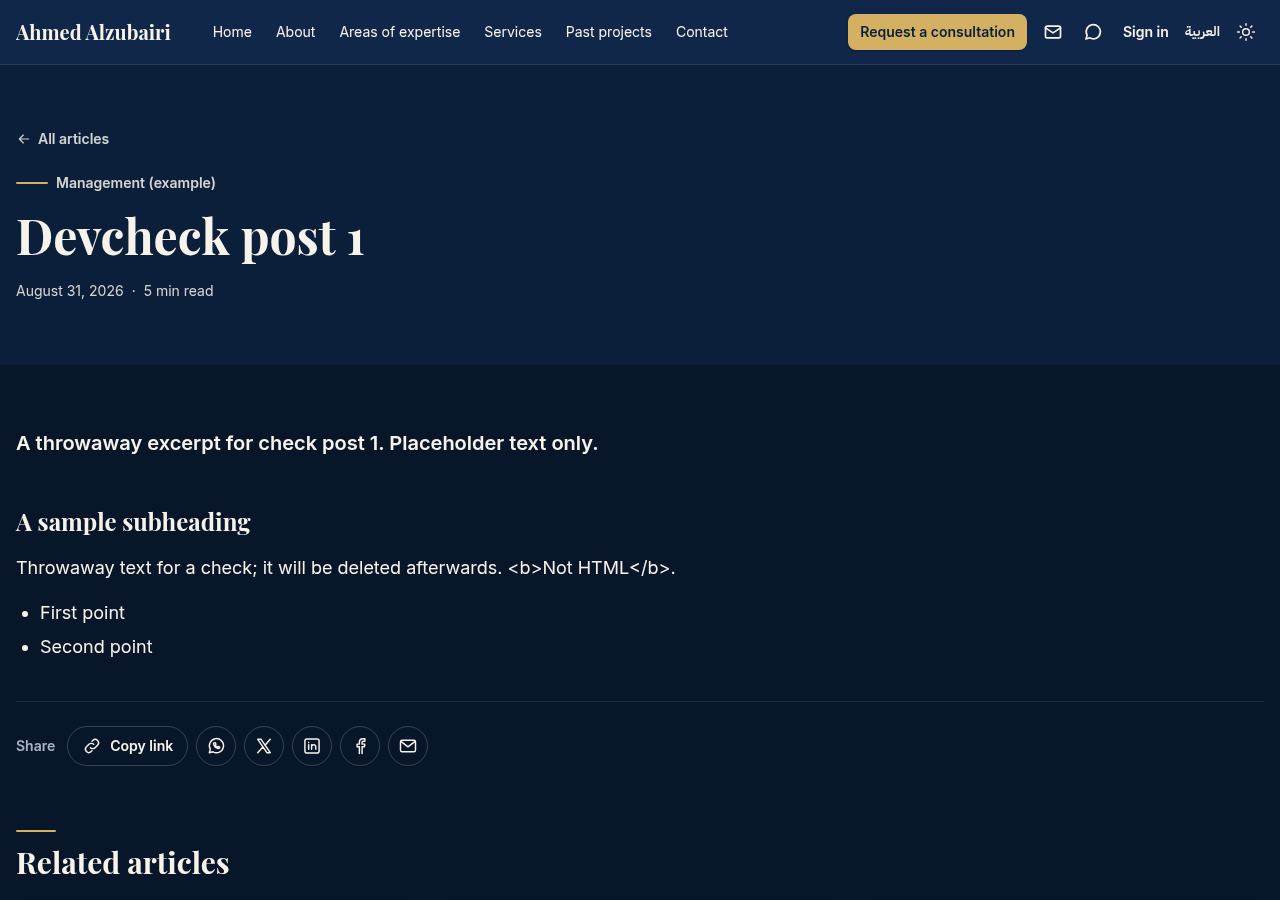 Ahmed Alzubairi Home About Areas of expertise Services Past projects Contact Request a consultation Sign in العربية
All articles
Management (example)
Devcheck post 1
August 31, 2026 · 5 min read
A throwaway excerpt for check post 1. Placeholder text only.
A sample subheading
Throwaway text for a check; it will be deleted afterwards. <b>Not HTML</b>.
• First point
• Second point
Share Copy link
Related articles